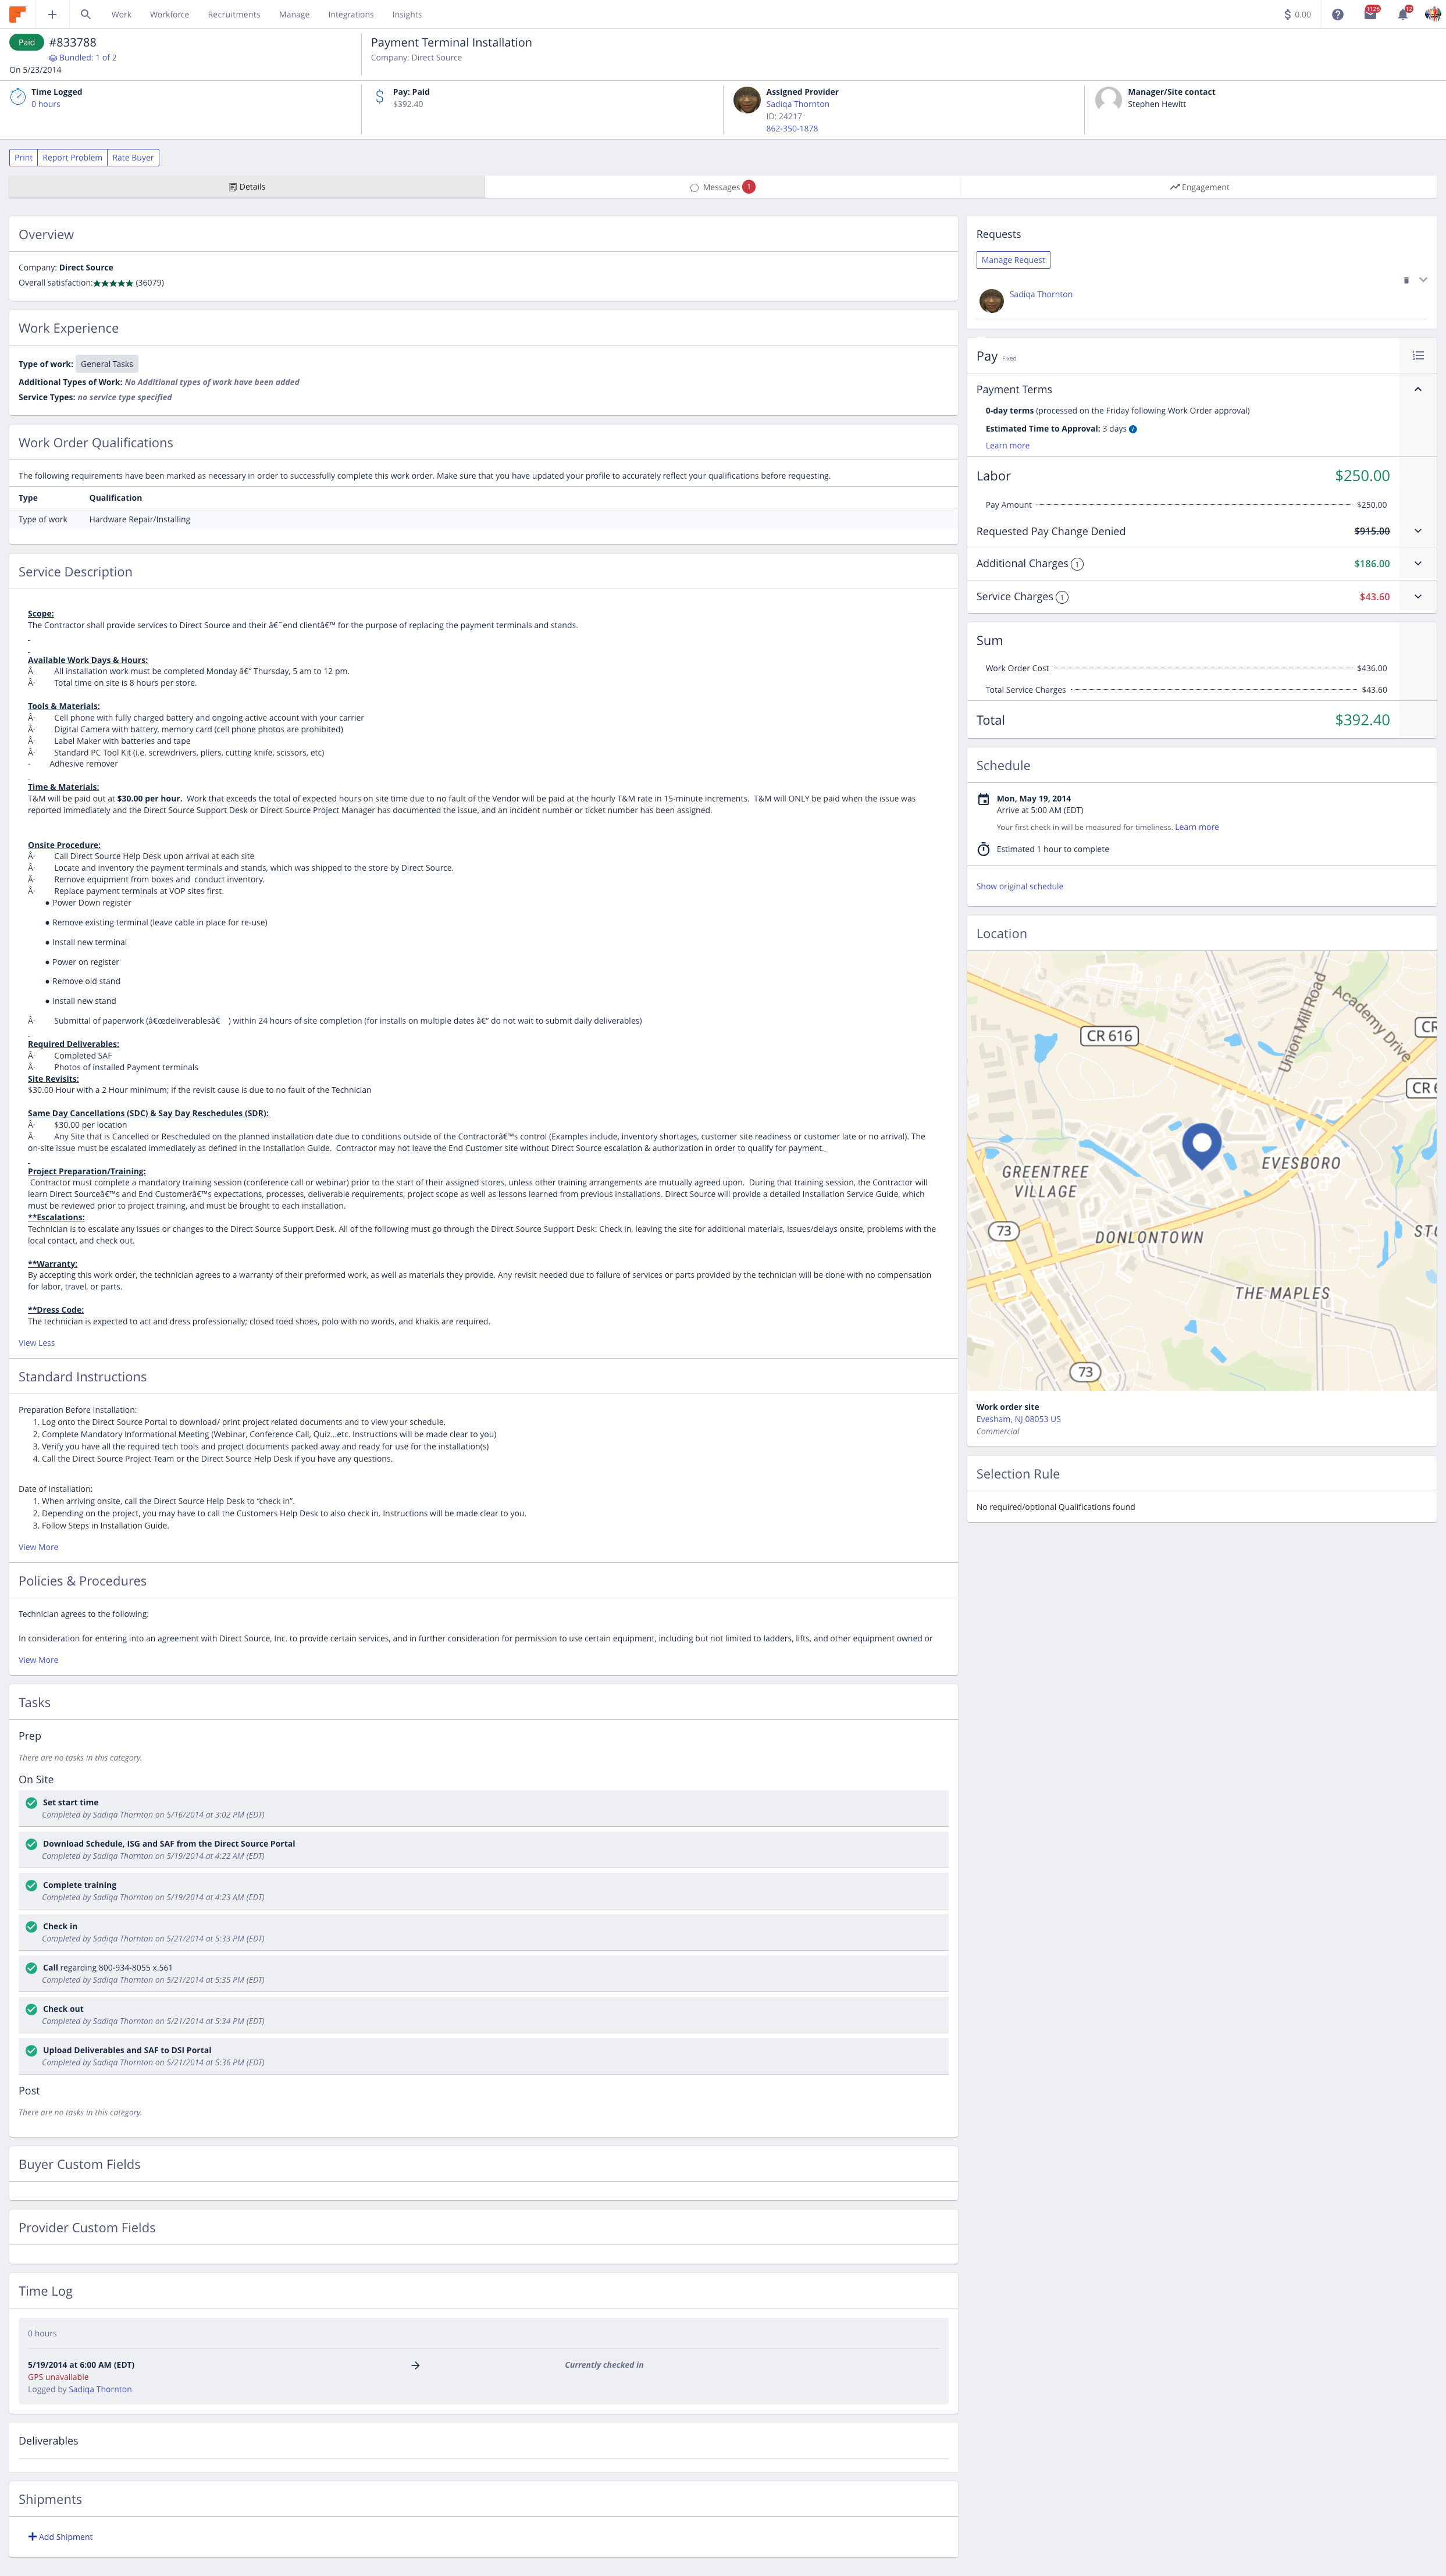 Work Workforce Recruitments Manage Integrations Insights $ 0.00 1126 12
Paid #833788
Bundled: 1 of 2
On 5/23/2014
Payment Terminal Installation
Company: Direct Source
Time Logged
0 hours
Pay: Paid
$392.40
Assigned Provider
Sadiqa Thornton
ID: 24217
862-350-1878
Manager/Site contact
Stephen Hewitt
Print Report Problem Rate Buyer
Details Messages 1 Engagement
Overview
Company: Direct Source
Overall satisfaction:★★★★★ (36079)
Work Experience
Type of work: General Tasks
Additional Types of Work: No Additional types of work have been added
Service Types: no service type specified
Work Order Qualifications
The following requirements have been marked as necessary in order to successfully complete this work order. Make sure that you have updated your profile to accurately reflect your qualifications before requesting.
Type Qualification
Type of work Hardware Repair/Installing
Service Description
Scope:
The Contractor shall provide services to Direct Source and their â€˜end clientâ€™ for the purpose of replacing the payment terminals and stands.
Available Work Days & Hours:
Â· All installation work must be completed Monday â€“ Thursday, 5 am to 12 pm.
Â· Total time on site is 8 hours per store.
Tools & Materials:
Â· Cell phone with fully charged battery and ongoing active account with your carrier
Â· Digital Camera with battery, memory card (cell phone photos are prohibited)
Â· Label Maker with batteries and tape
Â· Standard PC Tool Kit (i.e. screwdrivers, pliers, cutting knife, scissors, etc)
- Adhesive remover
Time & Materials:
T&M will be paid out at $30.00 per hour. Work that exceeds the total of expected hours on site time due to no fault of the Vendor will be paid at the hourly T&M rate in 15-minute increments. T&M will ONLY be paid when the issue was
reported immediately and the Direct Source Support Desk or Direct Source Project Manager has documented the issue, and an incident number or ticket number has been assigned.
Onsite Procedure:
Â· Call Direct Source Help Desk upon arrival at each site
Â· Locate and inventory the payment terminals and stands, which was shipped to the store by Direct Source.
Â· Remove equipment from boxes and conduct inventory.
Â· Replace payment terminals at VOP sites first.
● Power Down register
● Remove existing terminal (leave cable in place for re-use)
● Install new terminal
● Power on register
● Remove old stand
● Install new stand
Â· Submittal of paperwork (â€œdeliverablesâ€ ) within 24 hours of site completion (for installs on multiple dates â€“ do not wait to submit daily deliverables)
Required Deliverables:
Â· Completed SAF
Â· Photos of installed Payment terminals
Site Revisits:
$30.00 Hour with a 2 Hour minimum; if the revisit cause is due to no fault of the Technician
Same Day Cancellations (SDC) & Say Day Reschedules (SDR):
Â· $30.00 per location
Â· Any Site that is Cancelled or Rescheduled on the planned installation date due to conditions outside of the Contractorâ€™s control (Examples include, inventory shortages, customer site readiness or customer late or no arrival). The
on-site issue must be escalated immediately as defined in the Installation Guide. Contractor may not leave the End Customer site without Direct Source escalation & authorization in order to qualify for payment.
Project Preparation/Training:
Contractor must complete a mandatory training session (conference call or webinar) prior to the start of their assigned stores, unless other training arrangements are mutually agreed upon. During that training session, the Contractor will
learn Direct Sourceâ€™s and End Customerâ€™s expectations, processes, deliverable requirements, project scope as well as lessons learned from previous installations. Direct Source will provide a detailed Installation Service Guide, which
must be reviewed prior to project training, and must be brought to each installation.
**Escalations:
Technician is to escalate any issues or changes to the Direct Source Support Desk. All of the following must go through the Direct Source Support Desk: Check in, leaving the site for additional materials, issues/delays onsite, problems with the
local contact, and check out.
**Warranty:
By accepting this work order, the technician agrees to a warranty of their preformed work, as well as materials they provide. Any revisit needed due to failure of services or parts provided by the technician will be done with no compensation
for labor, travel, or parts.
**Dress Code:
The technician is expected to act and dress professionally; closed toed shoes, polo with no words, and khakis are required.
View Less
Standard Instructions
Preparation Before Installation:
1. Log onto the Direct Source Portal to download/ print project related documents and to view your schedule.
2. Complete Mandatory Informational Meeting (Webinar, Conference Call, Quiz...etc. Instructions will be made clear to you)
3. Verify you have all the required tech tools and project documents packed away and ready for use for the installation(s)
4. Call the Direct Source Project Team or the Direct Source Help Desk if you have any questions.
Date of Installation:
1. When arriving onsite, call the Direct Source Help Desk to “check in”.
2. Depending on the project, you may have to call the Customers Help Desk to also check in. Instructions will be made clear to you.
3. Follow Steps in Installation Guide.
View More
Policies & Procedures
Technician agrees to the following:
In consideration for entering into an agreement with Direct Source, Inc. to provide certain services, and in further consideration for permission to use certain equipment, including but not limited to ladders, lifts, and other equipment owned or
View More
Tasks
Prep
There are no tasks in this category.
On Site
Set start time
Completed by Sadiqa Thornton on 5/16/2014 at 3:02 PM (EDT)
Download Schedule, ISG and SAF from the Direct Source Portal
Completed by Sadiqa Thornton on 5/19/2014 at 4:22 AM (EDT)
Complete training
Completed by Sadiqa Thornton on 5/19/2014 at 4:23 AM (EDT)
Check in
Completed by Sadiqa Thornton on 5/21/2014 at 5:33 PM (EDT)
Call regarding 800-934-8055 x.561
Completed by Sadiqa Thornton on 5/21/2014 at 5:35 PM (EDT)
Check out
Completed by Sadiqa Thornton on 5/21/2014 at 5:34 PM (EDT)
Upload Deliverables and SAF to DSI Portal
Completed by Sadiqa Thornton on 5/21/2014 at 5:36 PM (EDT)
Post
There are no tasks in this category.
Buyer Custom Fields
Provider Custom Fields
Time Log
0 hours
5/19/2014 at 6:00 AM (EDT) Currently checked in
GPS unavailable
Logged by Sadiqa Thornton
Deliverables
Shipments
Add Shipment
Requests
Manage Request
Sadiqa Thornton
Pay Fixed
Payment Terms
0-day terms (processed on the Friday following Work Order approval)
Estimated Time to Approval: 3 days
Learn more
Labor $250.00
Pay Amount $250.00
Requested Pay Change Denied $915.00
Additional Charges 1 $186.00
Service Charges 1 $43.60
Sum
Work Order Cost $436.00
Total Service Charges $43.60
Total $392.40
Schedule
Mon, May 19, 2014
Arrive at 5:00 AM (EDT)
Your first check in will be measured for timeliness. Learn more
Estimated 1 hour to complete
Show original schedule
Location
Union Mill Road
Academy Drive
CR 616
CR
CR 6
GREENTREE
VILLAGE
EVESBORO
73
DONLONTOWN
STO
THE MAPLES
73
Work order site
Evesham, NJ 08053 US
Commercial
Selection Rule
No required/optional Qualifications found